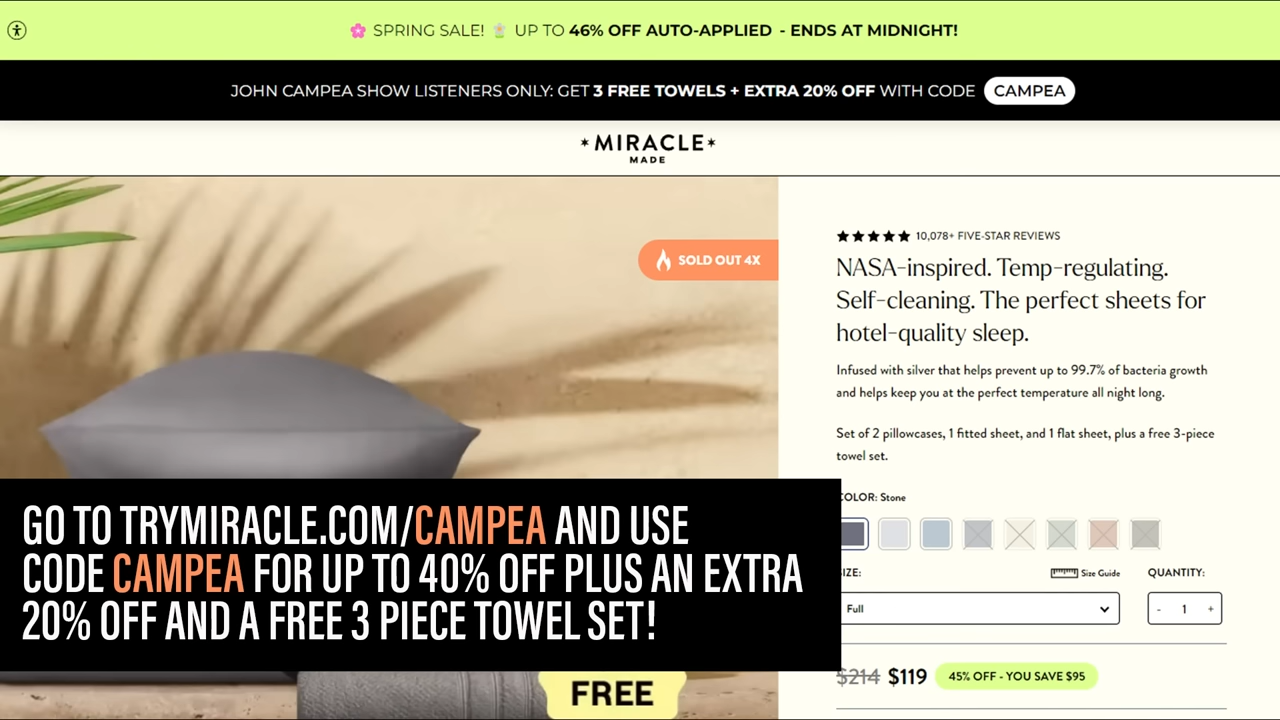 🌸 SPRING SALE! UP TO 46% OFF AUTO-APPLIED - ENDS AT MIDNIGHT!
JOHN CAMPEA SHOW LISTENERS ONLY: GET 3 FREE TOWELS + EXTRA 20% OFF WITH CODE CAMPEA
MIRACLE
MADE
SOLD OUT 4X
10,078+ FIVE-STAR REVIEWS
NASA-inspired. Temp-regulating.
Self-cleaning. The perfect sheets for
hotel-quality sleep.
Infused with silver that helps prevent up to 99.7% of bacteria growth
and helps keep you at the perfect temperature all night long.
Set of 2 pillowcases, 1 fitted sheet, and 1 flat sheet, plus a free 3-piece
towel set.
COLOR: Stone
GO TO TRYMIRACLE.COM/CAMPEA AND USE
CODE CAMPEA FOR UP TO 40% OFF PLUS AN EXTRA
20% OFF AND A FREE 3 PIECE TOWEL SET!
IZE: Size Guide QUANTITY:
Full - 1 +
$214 $119 45% OFF - YOU SAVE $95
FREE